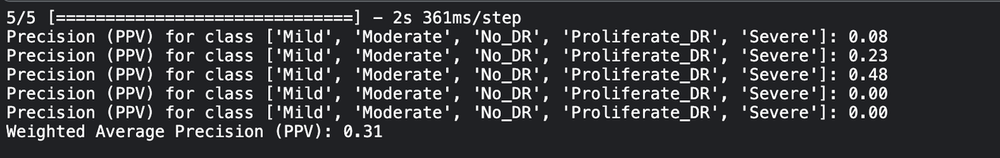 5/5 [==============================] - 2s 361ms/step
Precision (PPV) for class ['Mild', 'Moderate', 'No_DR', 'Proliferate_DR', 'Severe']: 0.08
Precision (PPV) for class ['Mild', 'Moderate', 'No_DR', 'Proliferate_DR', 'Severe']: 0.23
Precision (PPV) for class ['Mild', 'Moderate', 'No_DR', 'Proliferate_DR', 'Severe']: 0.48
Precision (PPV) for class ['Mild', 'Moderate', 'No_DR', 'Proliferate_DR', 'Severe']: 0.00
Precision (PPV) for class ['Mild', 'Moderate', 'No_DR', 'Proliferate_DR', 'Severe']: 0.00
Weighted Average Precision (PPV): 0.31